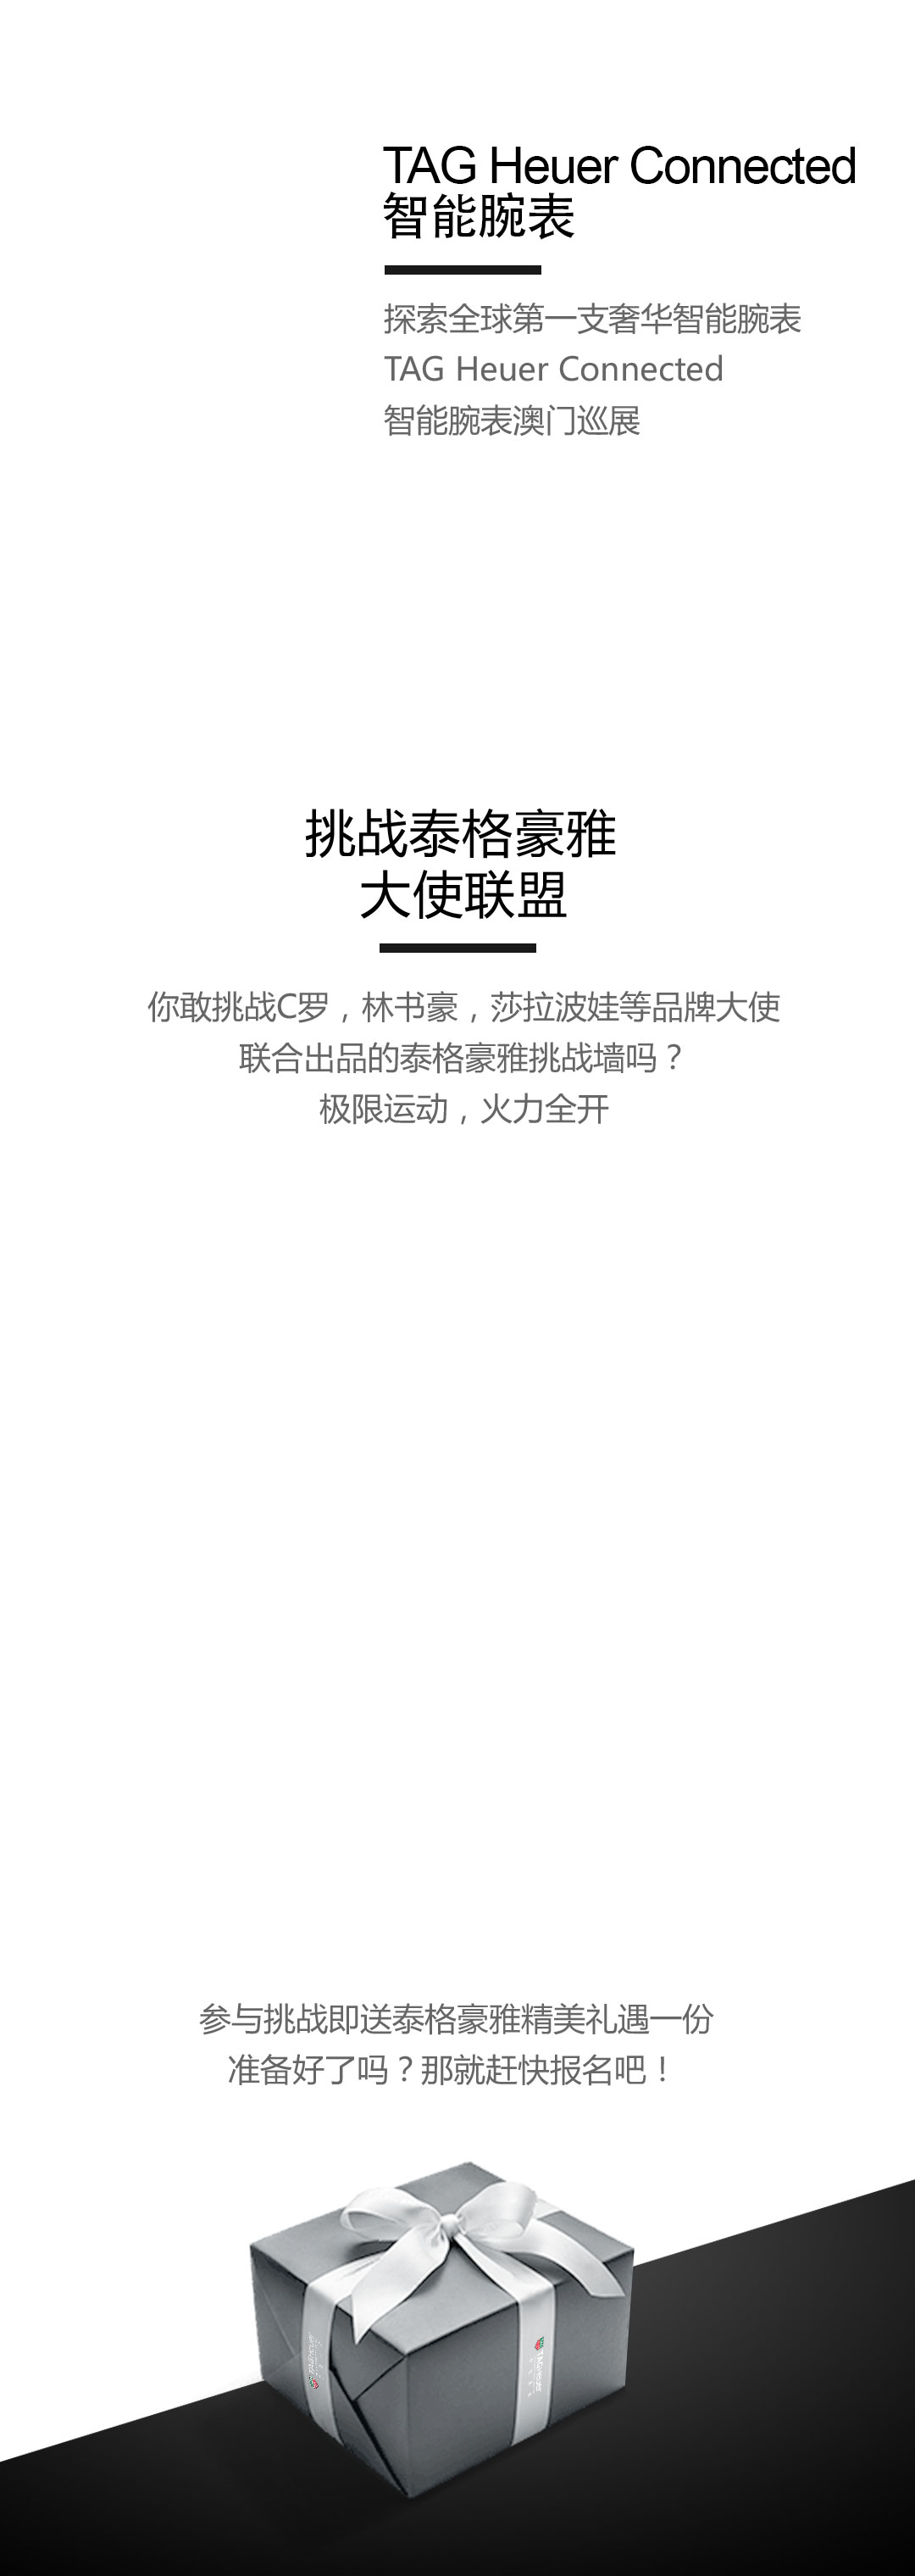 TAG Heuer Connected
智能腕表
探索全球第一支奢华智能腕表
TAG Heuer Connected
智能腕表澳门巡展
挑战泰格豪雅
大使联盟
你敢挑战C罗，林书豪，莎拉波娃等品牌大使
联合出品的泰格豪雅挑战墙吗？
极限运动，火力全开
参与挑战即送泰格豪雅精美礼遇一份
准备好了吗？那就赶快报名吧！